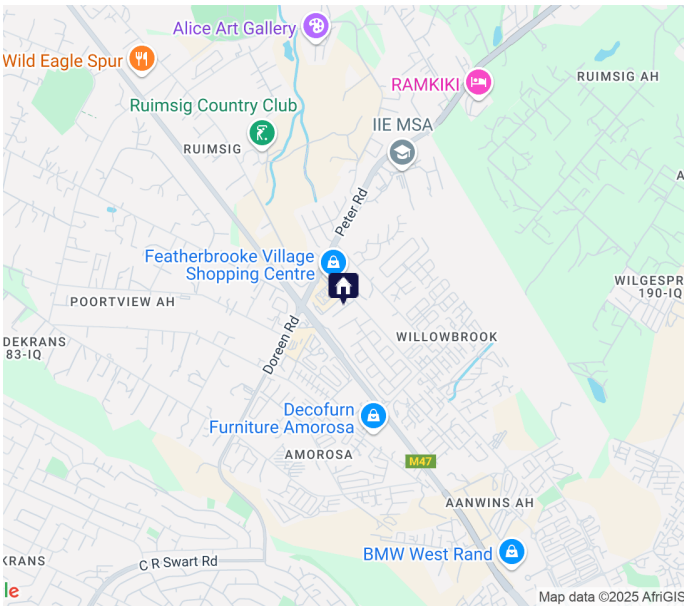 Alice Art Gallery
Wild Eagle Spur
RUIMSIG AH
RAMKIKI
Ruimsig Country Club
IIE MSA
RUIMSIG
A
Peter Rd
Featherbrooke Village
Shopping Centre
WILGESPR
190-IQ
POORTVIEW AH
Doreen Rd
WILLOWBROOK
DEKRANS
83-IQ
Decofurn
Furniture Amorosa
AMOROSA
M47
AANWINS AH
BMW West Rand
KRANS
C R Swart Rd
le
Map data ©2025 AfriGIS